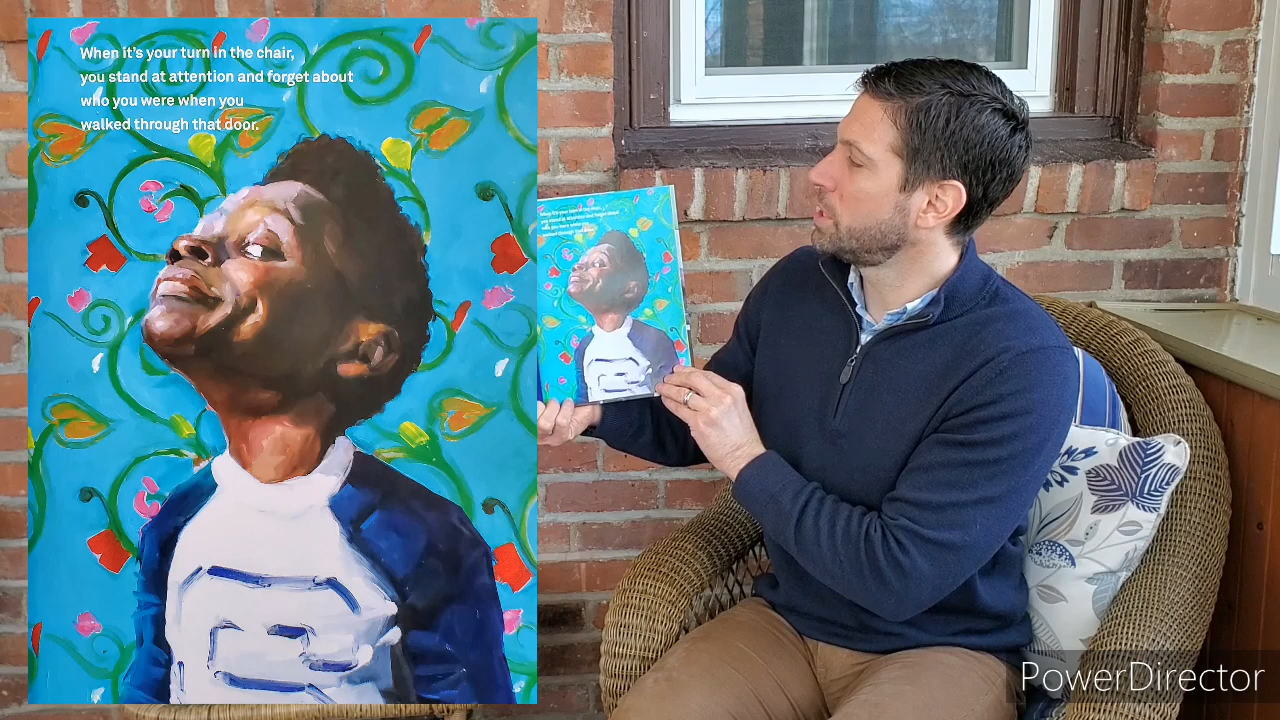 When it's your turn in the chair,
you stand at attention and forget about
who you were when you
walked through that door.
PowerDirector